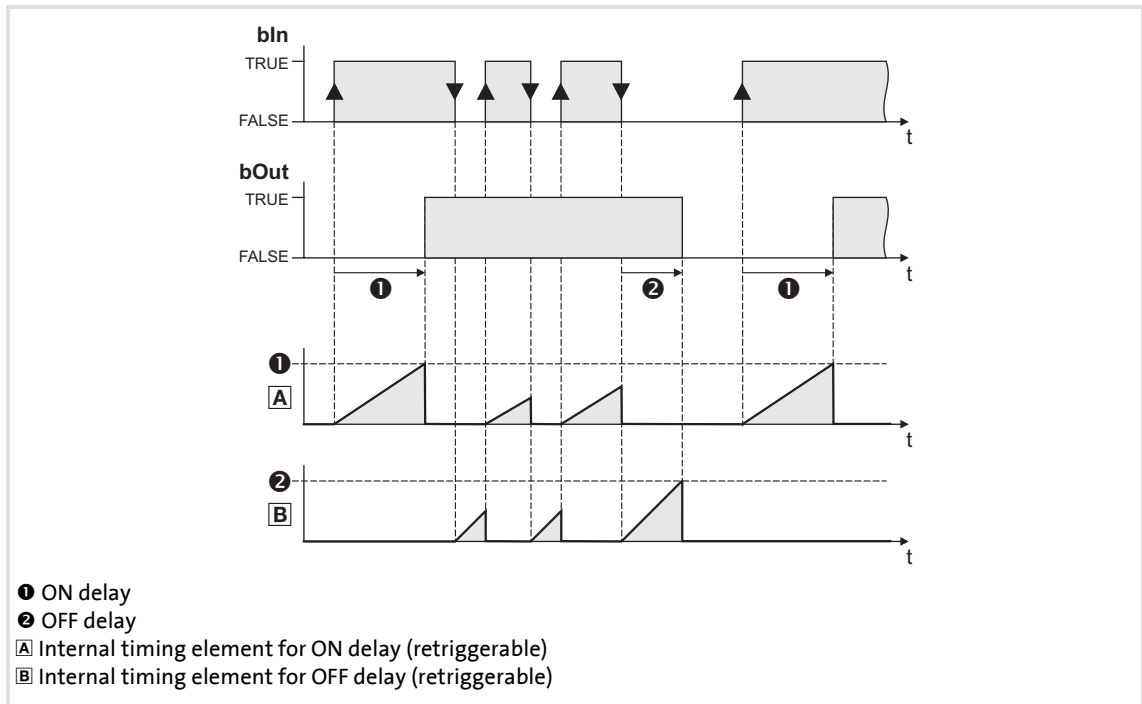 bIn
TRUE
FALSE
t
bOut
TRUE
FALSE
t
❶ ❷ ❶
❶
A
t
❷
B
t
❶ ON delay
❷ OFF delay
A Internal timing element for ON delay (retriggerable)
B Internal timing element for OFF delay (retriggerable)